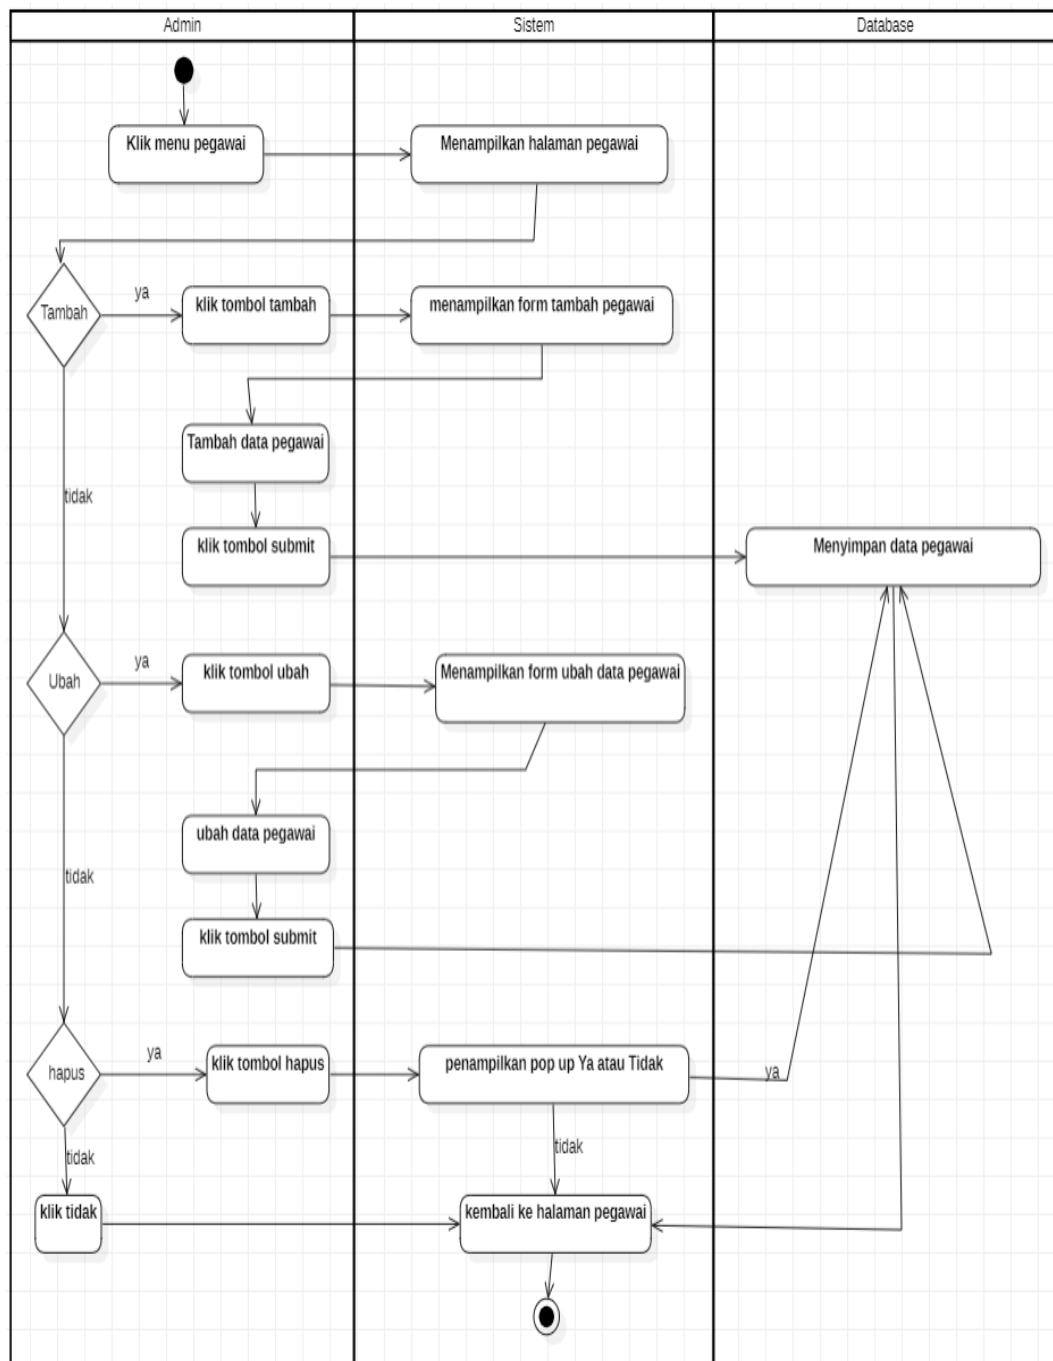 Admin
Sistem
Database
Klik menu pegawai
Menampilkan halaman pegawai
Tambah
ya
klik tombol tambah
menampilkan form tambah pegawai
Tambah data pegawai
tidak
klik tombol submit
Menyimpan data pegawai
Ubah
ya
klik tombol ubah
Menampilkan form ubah data pegawai
ubah data pegawai
tidak
klik tombol submit
hapus
ya
klik tombol hapus
penampilkan pop up Ya atau Tidak
ya
tidak
tidak
klik tidak
kembali ke halaman pegawai